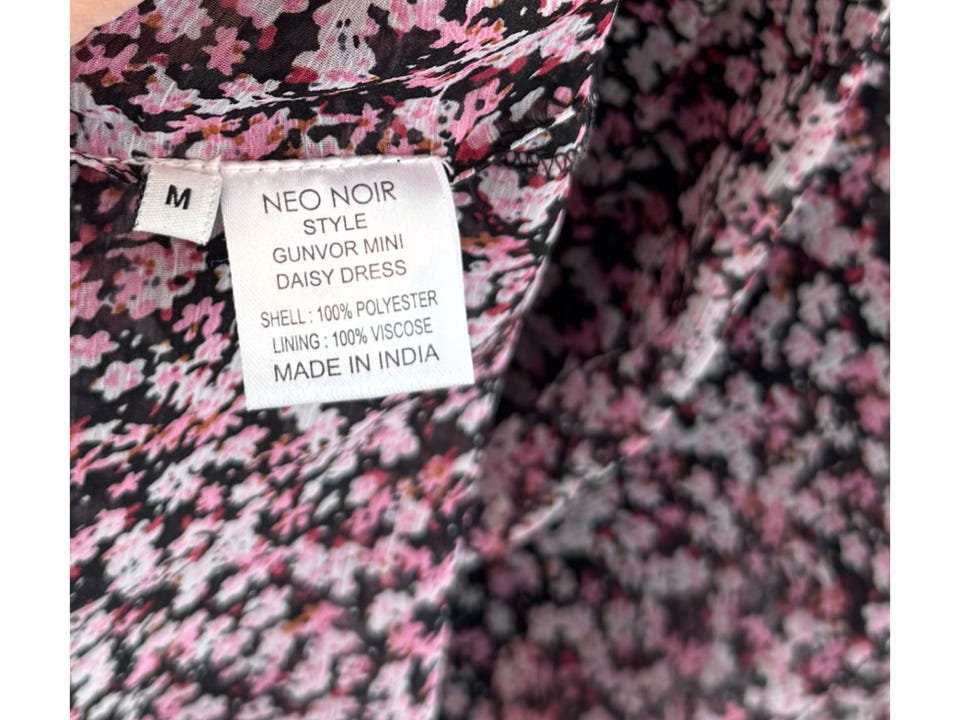 M
NEO NOIR
STYLE
GUNVOR MINI
DAISY DRESS
SHELL : 100% POLYESTER
LINING : 100% VISCOSE
MADE IN INDIA